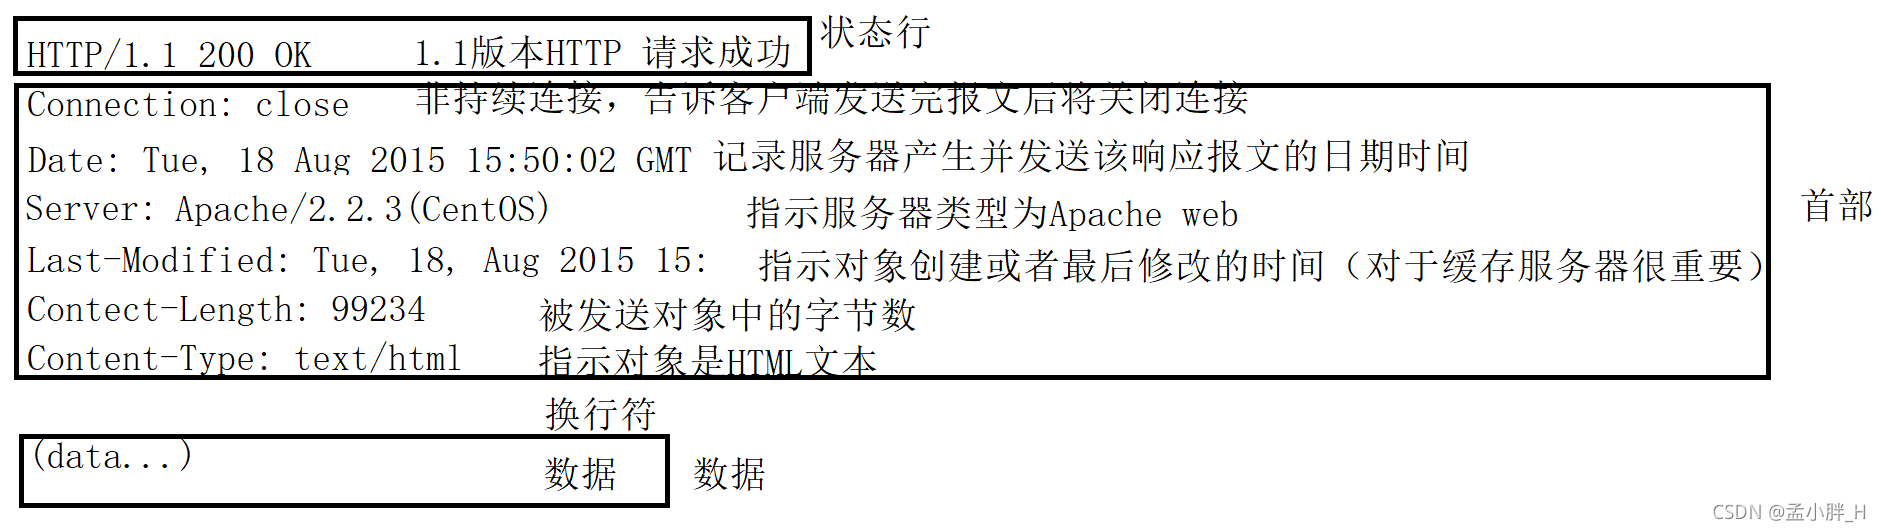 HTTP/1.1 200 OK 1.1版本HTTP 请求成功 状态行
Connection: close 非持续连接，告诉客户端发送完报文后将关闭连接
Date: Tue, 18 Aug 2015 15:50:02 GMT 记录服务器产生并发送该响应报文的日期时间
Server: Apache/2.2.3(CentOS) 指示服务器类型为Apache web 首部
Last-Modified: Tue, 18, Aug 2015 15: 指示对象创建或者最后修改的时间（对于缓存服务器很重要）
Contect-Length: 99234 被发送对象中的字节数
Content-Type: text/html 指示对象是HTML文本
换行符
(data...)
数据 数据
CSDN @孟小胖_H